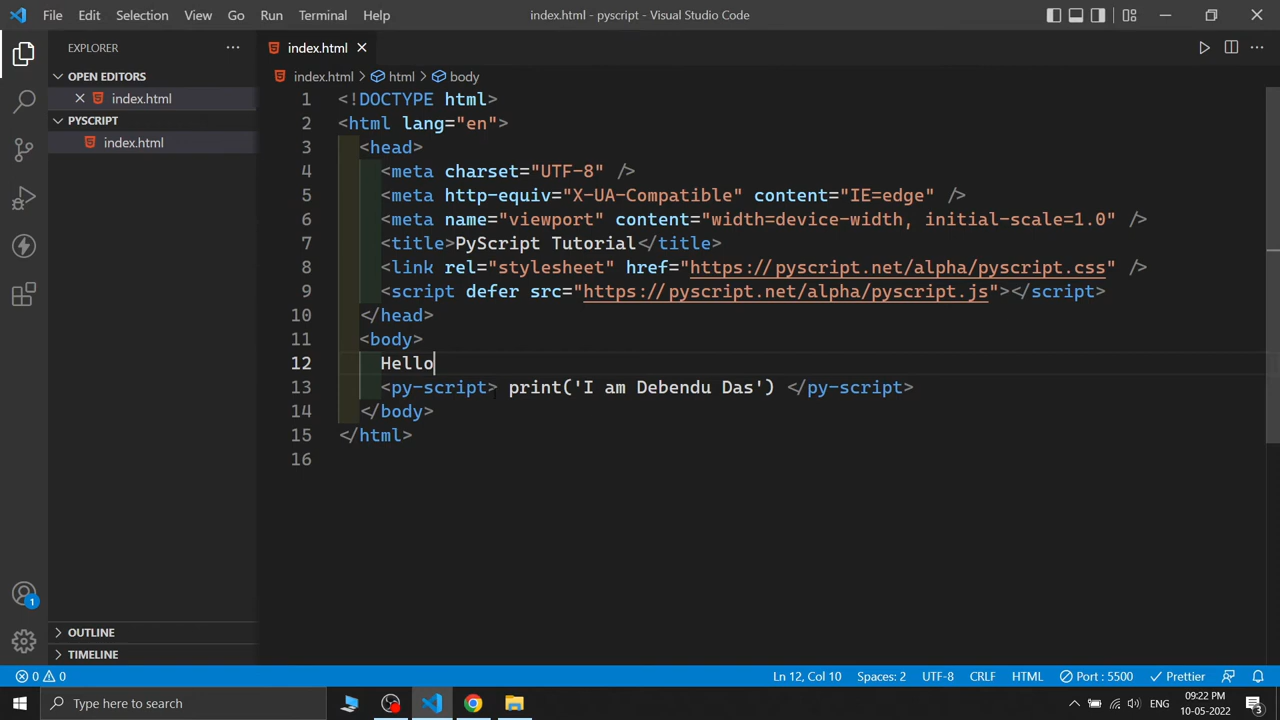 File Edit Selection View Go Run Terminal Help index.html - pyscript - Visual Studio Code
EXPLORER
OPEN EDITORS
index.html
PYSCRIPT
index.html
index.html
index.html > html > body
1 <!DOCTYPE html>
2 <html lang="en">
3 <head>
4 <meta charset="UTF-8" />
5 <meta http-equiv="X-UA-Compatible" content="IE=edge" />
6 <meta name="viewport" content="width=device-width, initial-scale=1.0" />
7 <title>PyScript Tutorial</title>
8 <link rel="stylesheet" href="https://pyscript.net/alpha/pyscript.css" />
9 <script defer src="https://pyscript.net/alpha/pyscript.js"></script>
10 </head>
11 <body>
12 Hello
13 <py-script> print('I am Debendu Das') </py-script>
14 </body>
15 </html>
16
1
OUTLINE
TIMELINE
0 0 Ln 12, Col 10 Spaces: 2 UTF-8 CRLF HTML Port : 5500 Prettier
Type here to search ENG 09:22 PM
10-05-2022 3